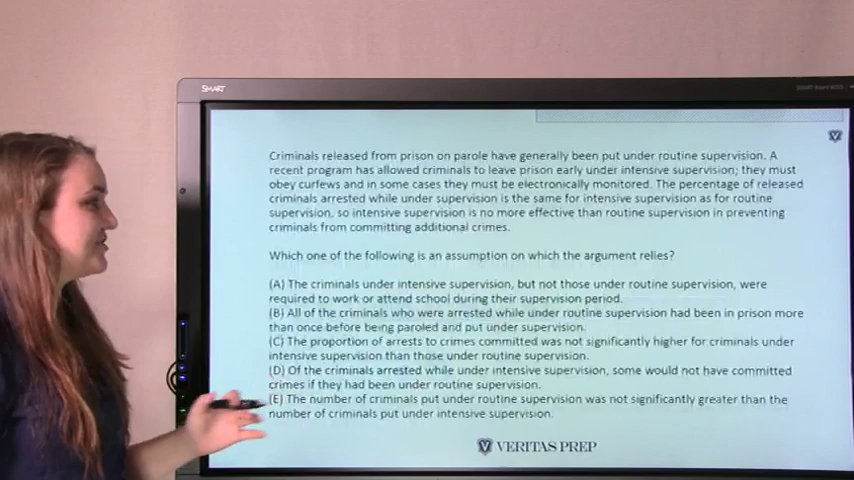 SMART
Criminals released from prison on parole have generally been put under routine supervision. A
recent program has allowed criminals to leave prison early under intensive supervision; they must
obey curfews and in some cases they must be electronically monitored. The percentage of released
criminals arrested while under supervision is the same for intensive supervision as for routine
supervision, so intensive supervision is no more effective than routine supervision in preventing
criminals from committing additional crimes.
Which one of the following is an assumption on which the argument relies?
(A) The criminals under intensive supervision, but not those under routine supervision, were
required to work or attend school during their supervision period.
(B) All of the criminals who were arrested while under routine supervision had been in prison more
than once before being paroled and put under supervision.
(C) The proportion of arrests to crimes committed was not significantly higher for criminals under
intensive supervision than those under routine supervision.
(D) Of the criminals arrested while under intensive supervision, some would not have committed
crimes if they had been under routine supervision.
(E) The number of criminals put under routine supervision was not significantly greater than the
number of criminals put under intensive supervision.
VERITAS PREP